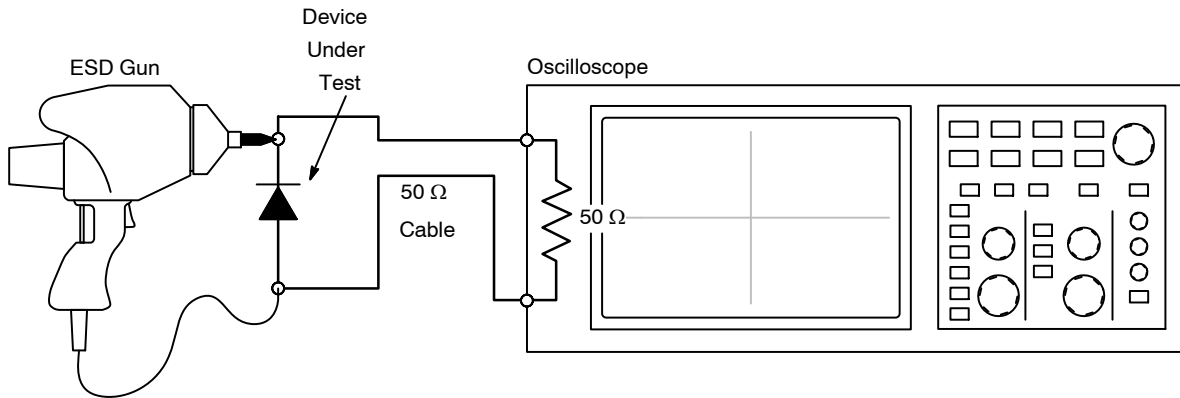 Device
Under
Test
ESD Gun
Oscilloscope
50 Ω
Cable
50 Ω